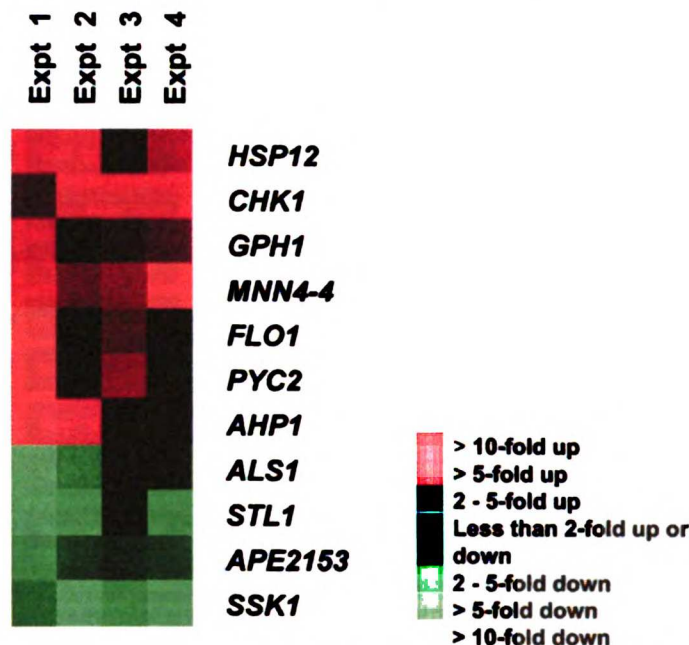 Expt 1
Expt 2
Expt 3
Expt 4
HSP12
CHK1
GPH1
MNN4-4
FLO1
PYC2
AHP1
ALS1
STL1
APE2153
SSK1
> 10-fold up
> 5-fold up
2 - 5-fold up
Less than 2-fold up or
down
2 - 5-fold down
> 5-fold down
> 10-fold down